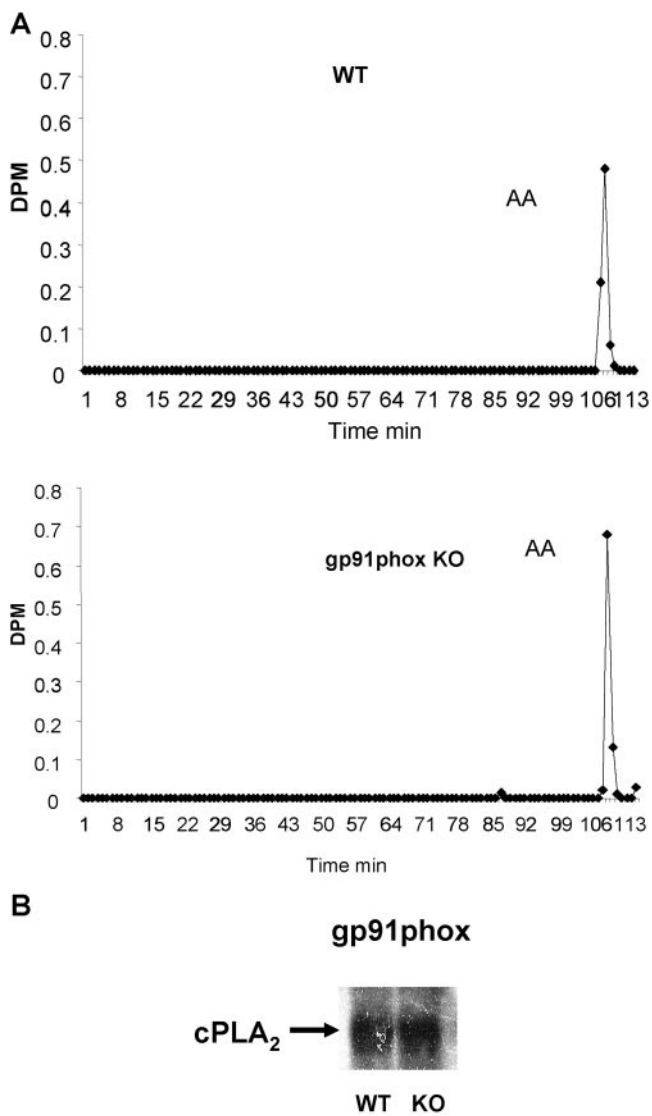 A
0.8
0.7
WT
0.6
0.5
DPM
AA
0.4
0.3
0.2
0.1
0
1 8 15 22 29 36 43 50 57 64 71 78 85 92 99 106 113
Time min
0.8
0.7
gp91phox KO
AA
0.6
0.5
DPM
0.4
0.3
0.2
0.1
0
1 8 15 22 29 36 43 50 57 64 71 78 85 92 99 106 113
Time min
B
gp91phox
cPLA₂
WT KO